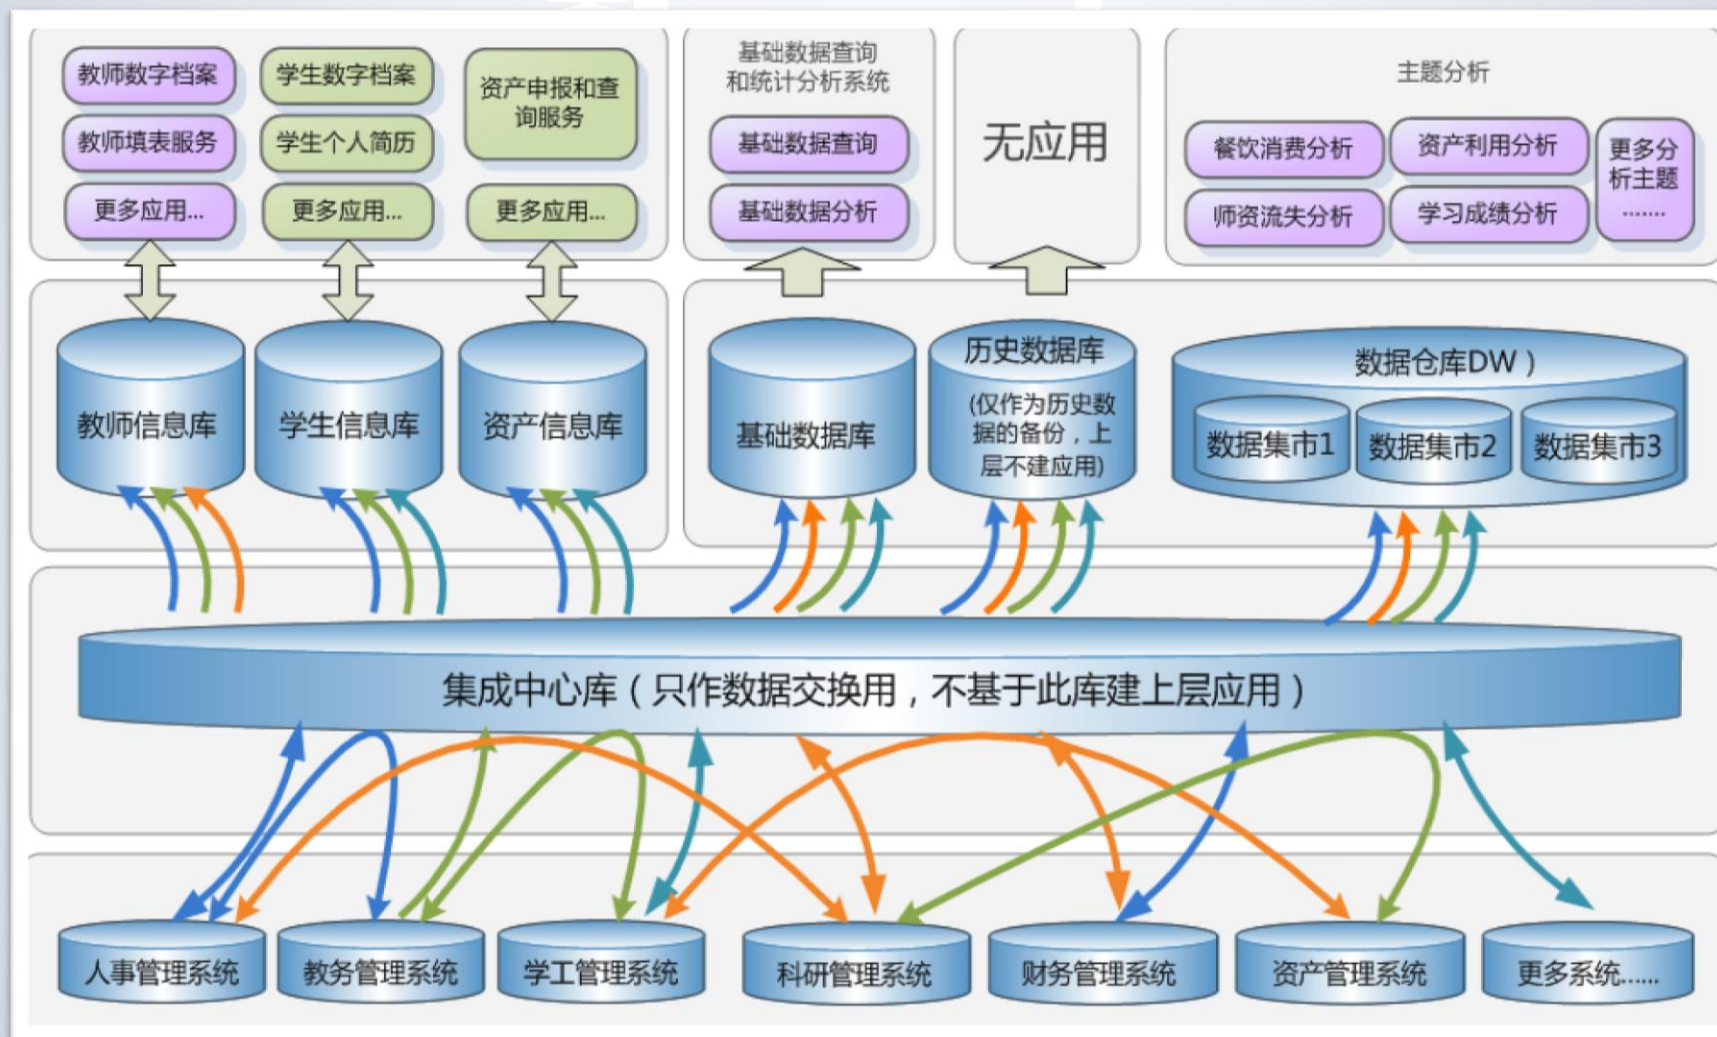 教师数字档案
教师填表服务
更多应用...
学生数字档案
学生个人简历
更多应用...
资产申报和查
询服务
更多应用...
基础数据查询
和统计分析系统
基础数据查询
基础数据分析
无应用
主题分析
餐饮消费分析
资产利用分析
师资流失分析
学习成绩分析
更多分
析主题
.......
教师信息库
学生信息库
资产信息库
基础数据库
历史数据库
(仅作为历史数
据的备份，上
层不建应用)
数据仓库DW）
数据集市1
数据集市2
数据集市3
集成中心库（只作数据交换用，不基于此库建上层应用）
人事管理系统
教务管理系统
学工管理系统
科研管理系统
财务管理系统
资产管理系统
更多系统......